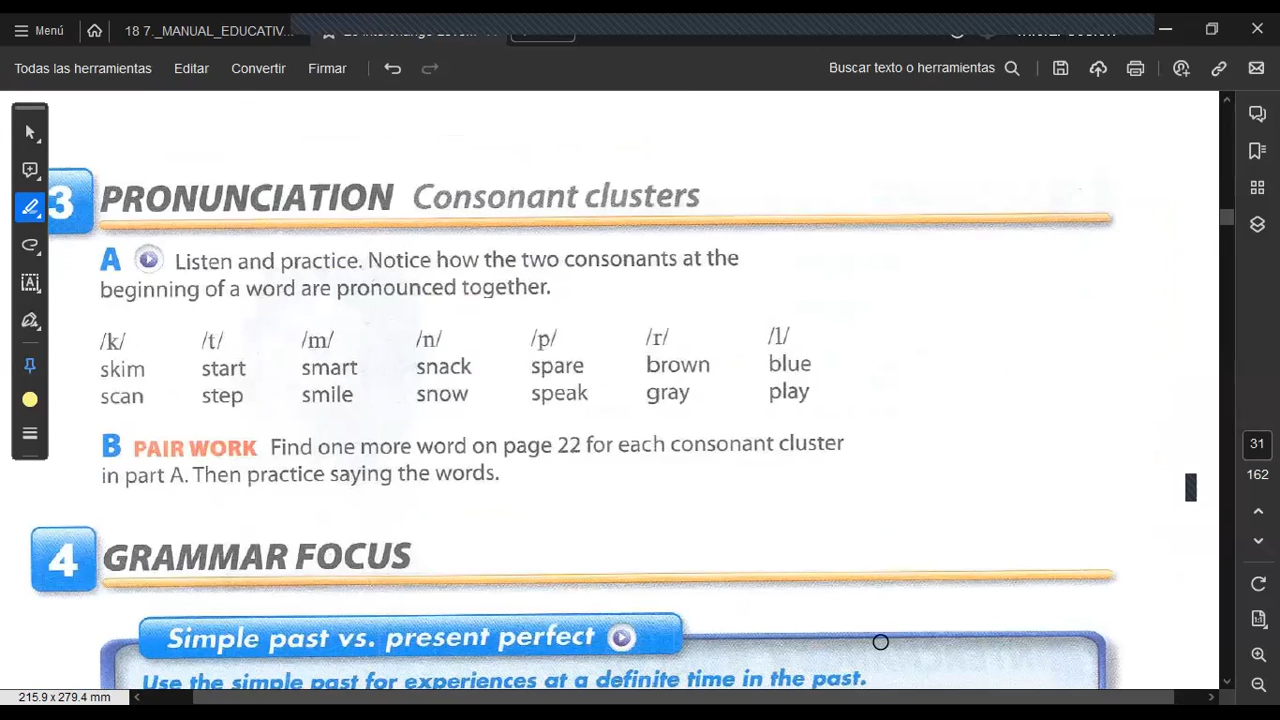 Menú
18 7._MANUAL_EDUCATIV...
Todas las herramientas Editar Convertir Firmar
Buscar texto o herramientas
3 PRONUNCIATION Consonant clusters
A Listen and practice. Notice how the two consonants at the
beginning of a word are pronounced together.
/k/ /t/ /m/ /n/ /p/ /r/ /l/
skim start smart snack spare brown blue
scan step smile snow speak gray play
B PAIR WORK Find one more word on page 22 for each consonant cluster
in part A. Then practice saying the words.
4 GRAMMAR FOCUS
Simple past vs. present perfect
Use the simple past for experiences at a definite time in the past.
31
162
215.9 x 279.4 mm